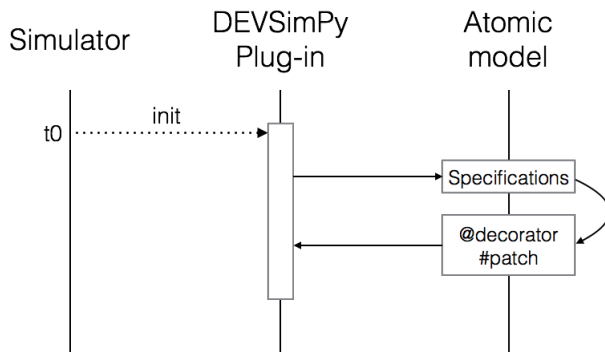 Simulator
DEVSimPy
Plug-in
Atomic
model
init
t0
Specifications
@decorator
#patch